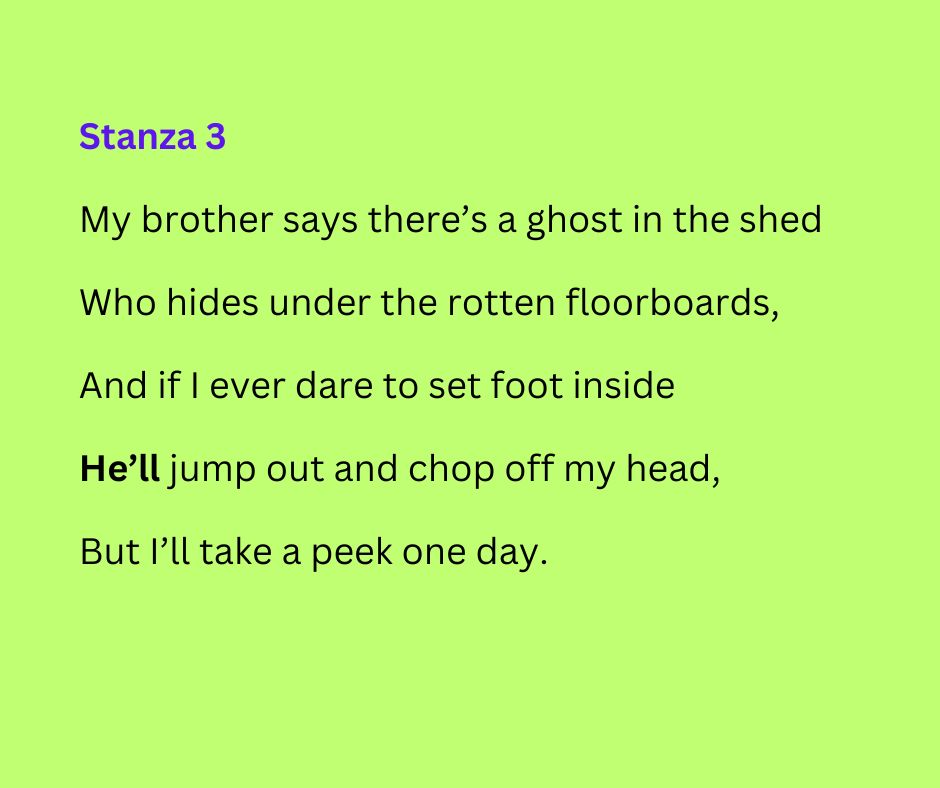 Stanza 3
My brother says there’s a ghost in the shed
Who hides under the rotten floorboards,
And if I ever dare to set foot inside
He’ll jump out and chop off my head,
But I’ll take a peek one day.